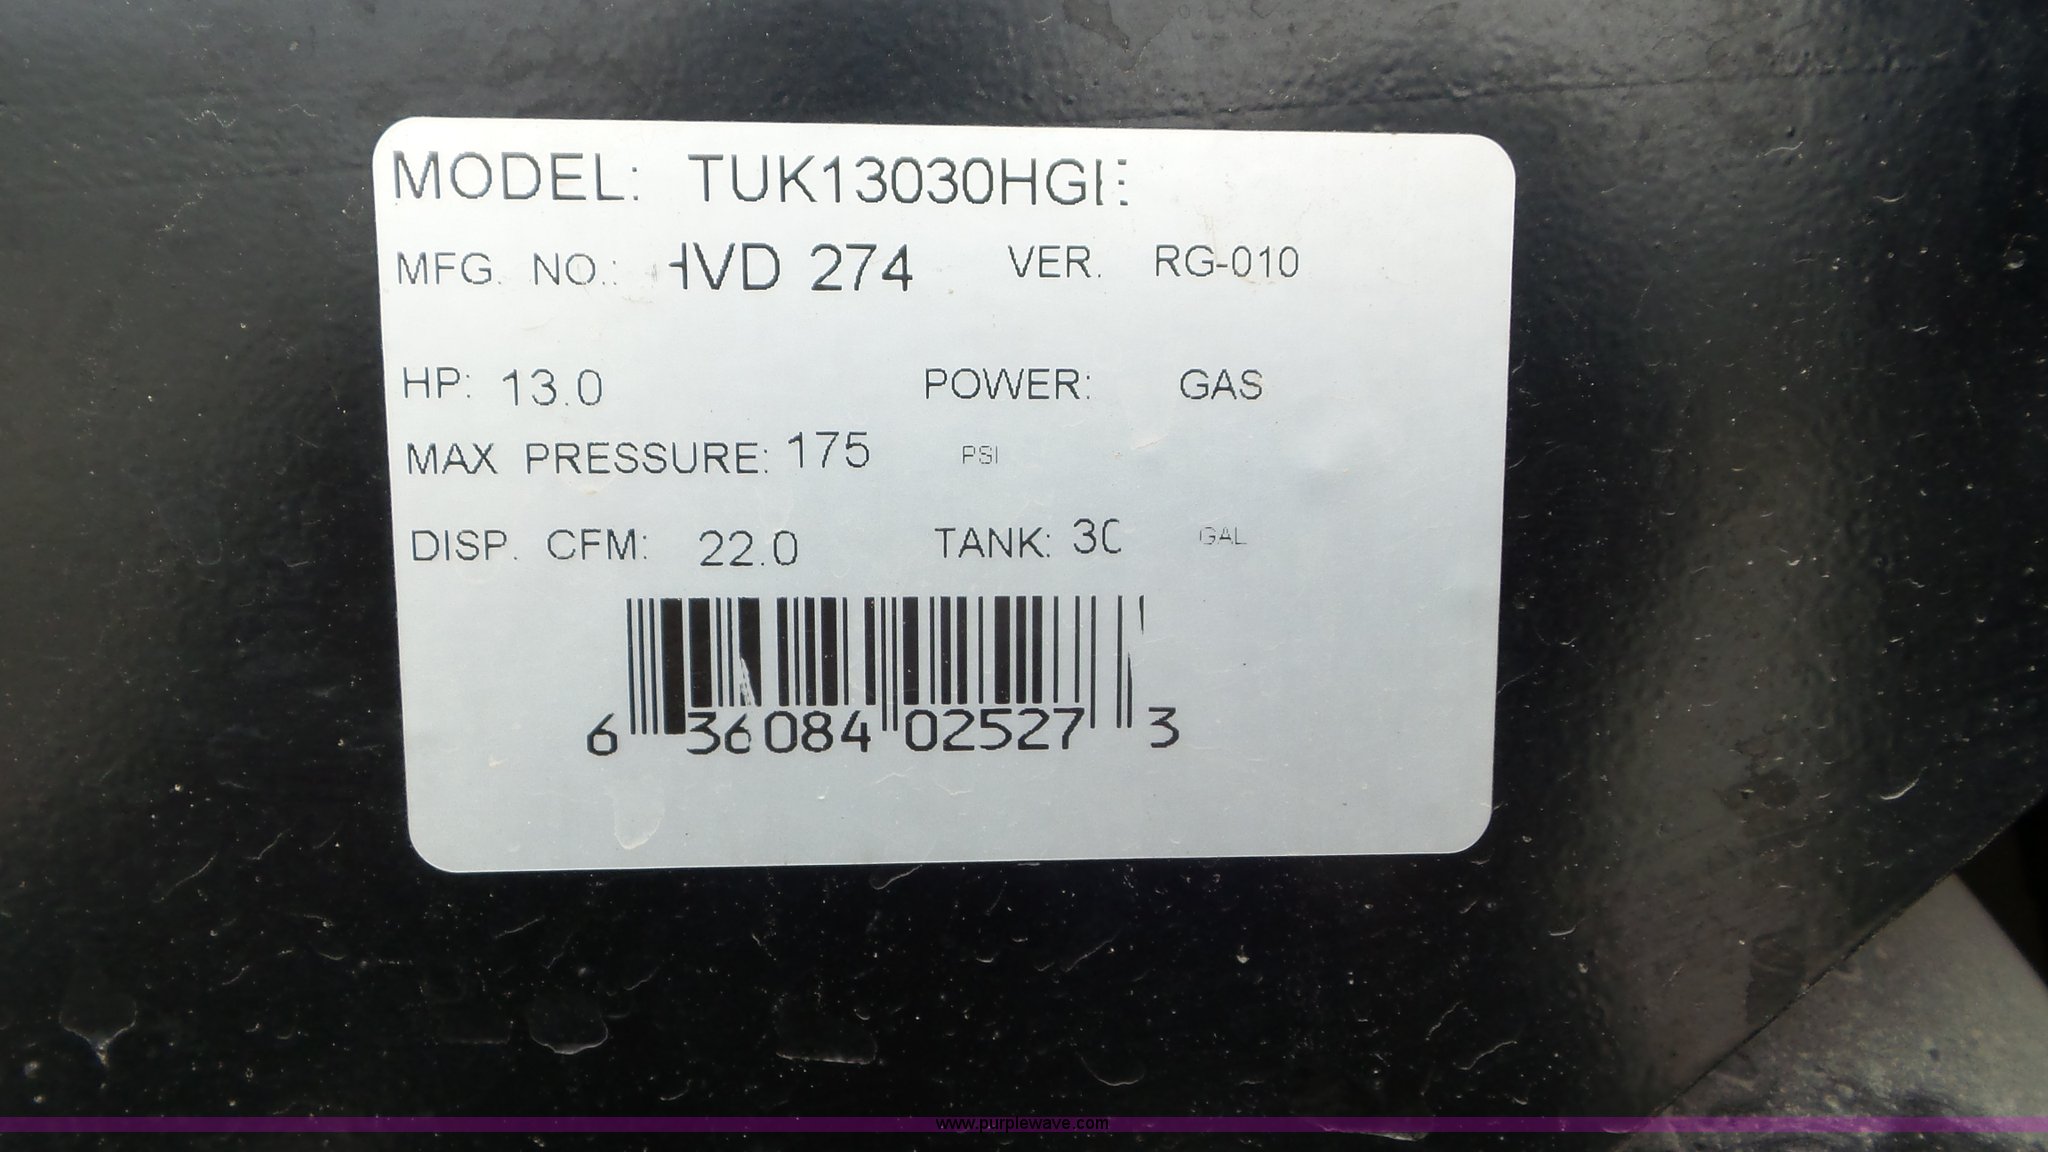 MODEL: TUK13030HGE
MFG. NO.: HVD 274 VER. RG-010
HP: 13.0 POWER: GAS
MAX PRESSURE: 175 PSI
DISP. CFM: 22.0 TANK: 30 GAL
6 36084 02527 3
www.purplewave.com